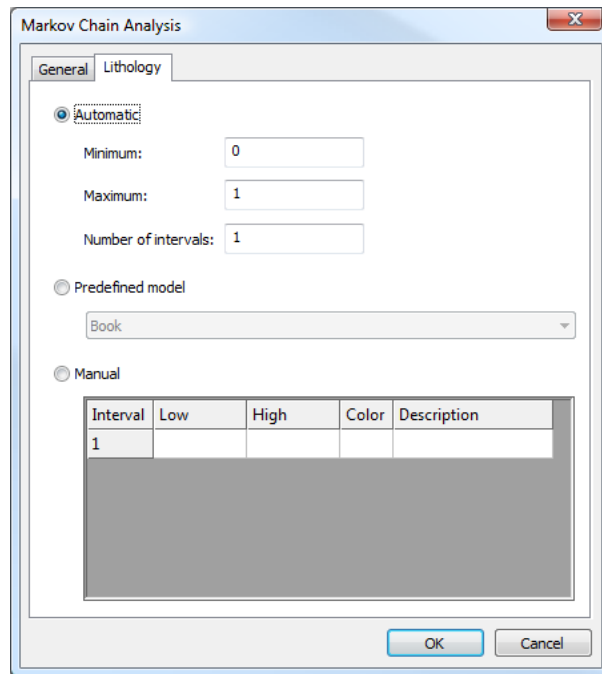 Markov Chain Analysis
General Lithology
Automatic
Minimum: 0
Maximum: 1
Number of intervals: 1
Predefined model
Book
Manual
Interval Low High Color Description
1
OK Cancel